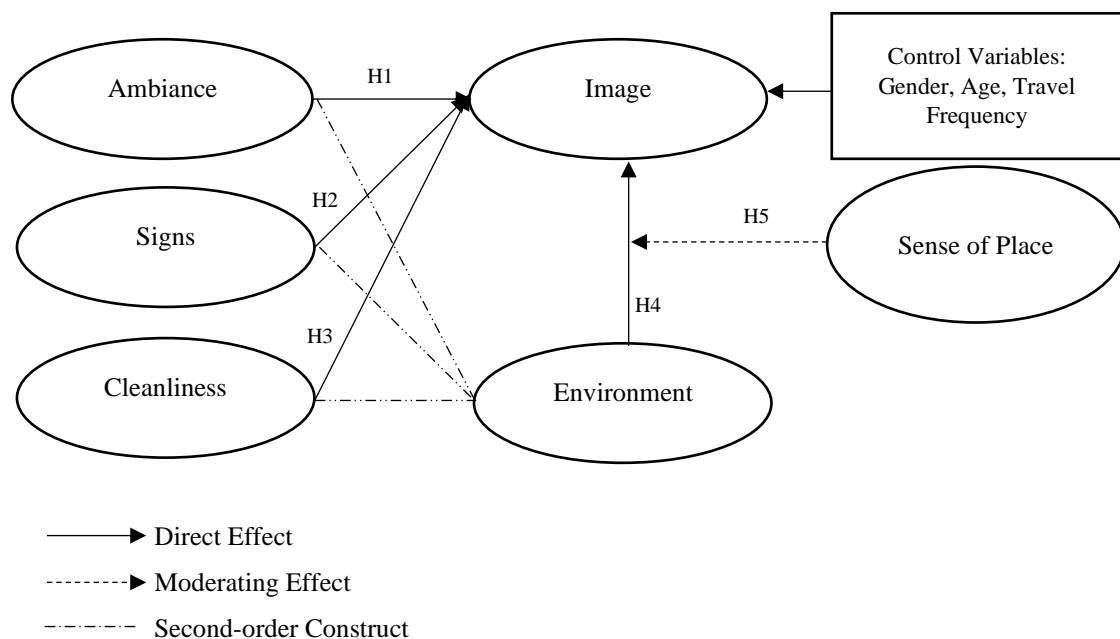 Ambiance
H1
Image
Control Variables:
Gender, Age, Travel
Frequency
Signs
H2
H5
Sense of Place
H3
H4
Cleanliness
Environment
Direct Effect
Moderating Effect
Second-order Construct